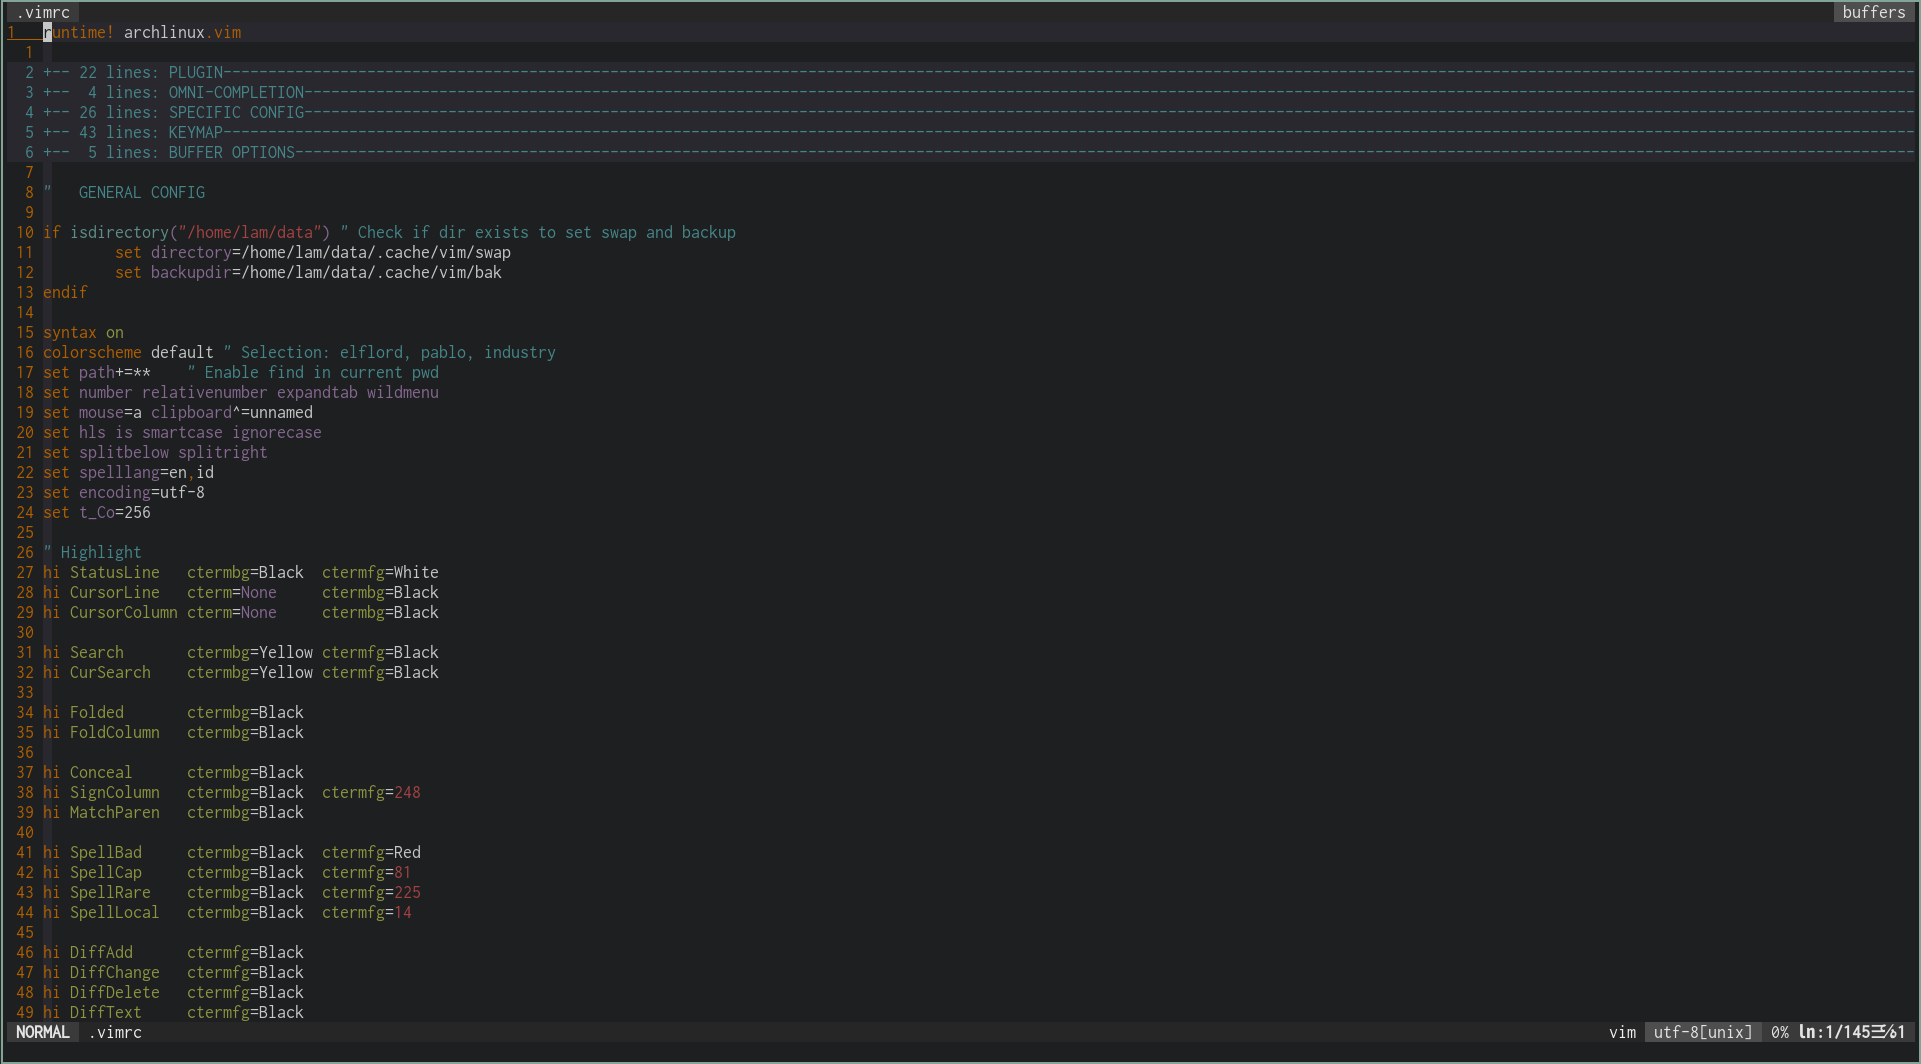 .vimrc buffers
1 runtime! archlinux.vim
1
2 +-- 22 lines: PLUGIN--------------------------------
3 +--  4 lines: OMNI-COMPLETION--------------------------------
4 +-- 26 lines: SPECIFIC CONFIG--------------------------------
5 +-- 43 lines: KEYMAP--------------------------------
6 +--  5 lines: BUFFER OPTIONS--------------------------------
7
8 "   GENERAL CONFIG
9
10 if isdirectory("/home/lam/data") " Check if dir exists to set swap and backup
11         set directory=/home/lam/data/.cache/vim/swap
12         set backupdir=/home/lam/data/.cache/vim/bak
13 endif
14
15 syntax on
16 colorscheme default " Selection: elflord, pablo, industry
17 set path+=**    " Enable find in current pwd
18 set number relativenumber expandtab wildmenu
19 set mouse=a clipboard^=unnamed
20 set hls is smartcase ignorecase
21 set splitbelow splitright
22 set spelllang=en,id
23 set encoding=utf-8
24 set t_Co=256
25
26 " Highlight
27 hi StatusLine   ctermbg=Black  ctermfg=White
28 hi CursorLine   cterm=None     ctermbg=Black
29 hi CursorColumn cterm=None     ctermbg=Black
30
31 hi Search       ctermbg=Yellow ctermfg=Black
32 hi CurSearch    ctermbg=Yellow ctermfg=Black
33
34 hi Folded       ctermbg=Black
35 hi FoldColumn   ctermbg=Black
36
37 hi Conceal      ctermbg=Black
38 hi SignColumn   ctermbg=Black  ctermfg=248
39 hi MatchParen   ctermbg=Black
40
41 hi SpellBad     ctermbg=Black  ctermfg=Red
42 hi SpellCap     ctermbg=Black  ctermfg=81
43 hi SpellRare    ctermbg=Black  ctermfg=225
44 hi SpellLocal   ctermbg=Black  ctermfg=14
45
46 hi DiffAdd      ctermfg=Black
47 hi DiffChange   ctermfg=Black
48 hi DiffDelete   ctermfg=Black
49 hi DiffText     ctermfg=Black
NORMAL .vimrc vim utf-8[unix] 0% ln:1/145